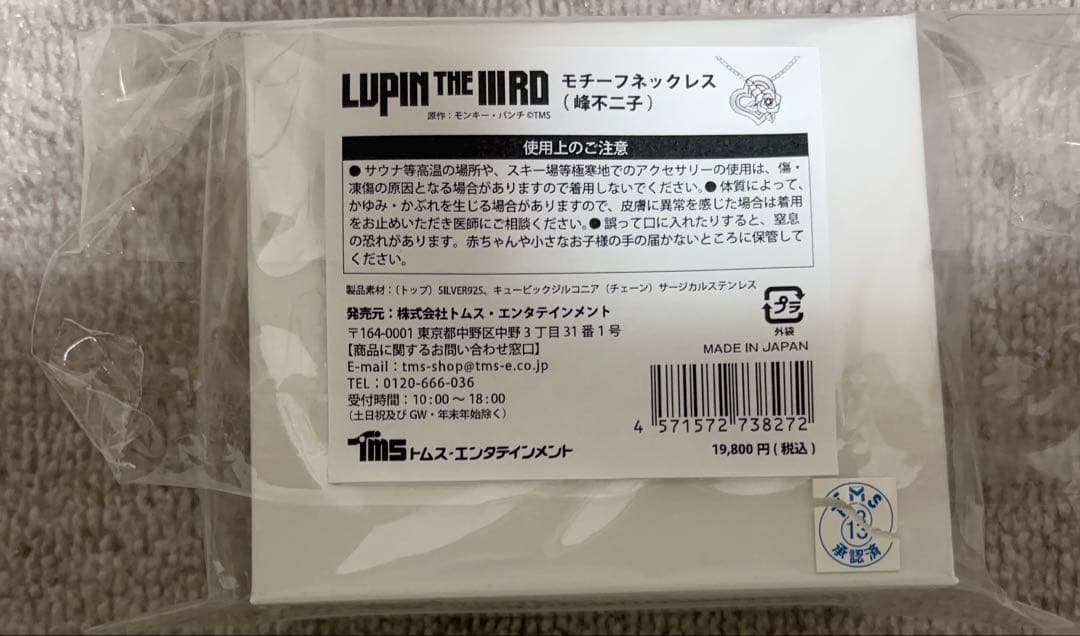 LUPIN THE IIIRD モチーフネックレス
(峰不二子)
原作：モンキー・パンチ ©TMS
使用上のご注意
● サウナ等高温の場所や、スキー場等極寒地でのアクセサリーの使用は、傷・
凍傷の原因となる場合がありますので着用しないでください。● 体質によって、
かゆみ・かぶれを生じる場合がありますので、皮膚に異常を感じた場合は着用
をお止めいただき医師にご相談ください。● 誤って口に入れたりすると、窒息
の恐れがあります。赤ちゃんや小さなお子様の手の届かないところに保管して
ください。
製品素材：（トップ）SILVER925、キュービックジルコニア（チェーン）サージカルステンレス
発売元：株式会社トムス・エンタテインメント
〒164-0001 東京都中野区中野 3 丁目 31 番 1 号
【商品に関するお問い合わせ窓口】
E-mail：tms-shop@tms-e.co.jp
TEL：0120-666-036
受付時間：10:00 〜 18:00
（土日祝及び GW・年末年始除く）
プラ
外袋
MADE IN JAPAN
4 571572 738272
19,800 円 ( 税込 )
TMS トムス・エンタテインメント
TMS
13
承認済